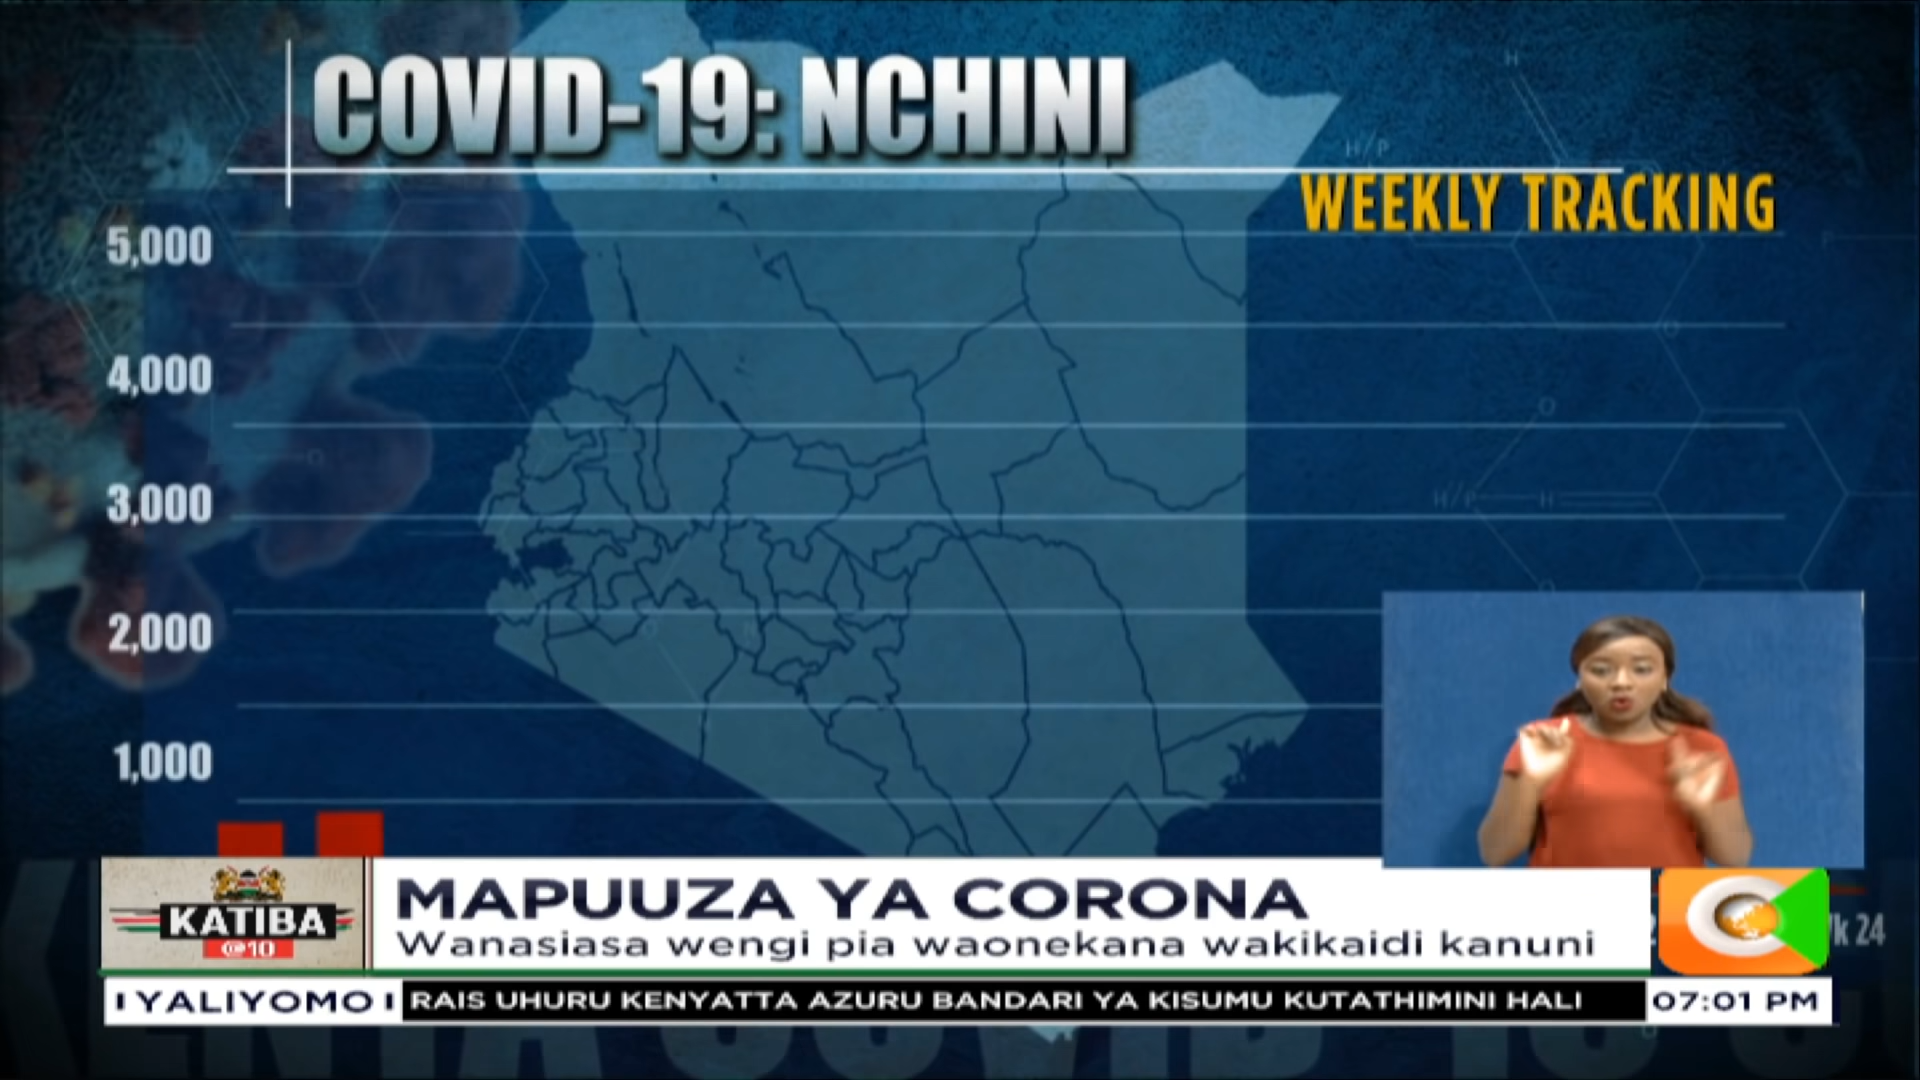 COVID-19: NCHINI
WEEKLY TRACKING
5,000
4,000
3,000
2,000
1,000
KATIBA
@10
MAPUUZA YA CORONA
Wanasiasa wengi pia waonekana wakikaidi kanuni
24
YALIYOMO
RAIS UHURU KENYATTA AZURU BANDARI YA KISUMU KUTATHIMINI HALI
07:01 PM